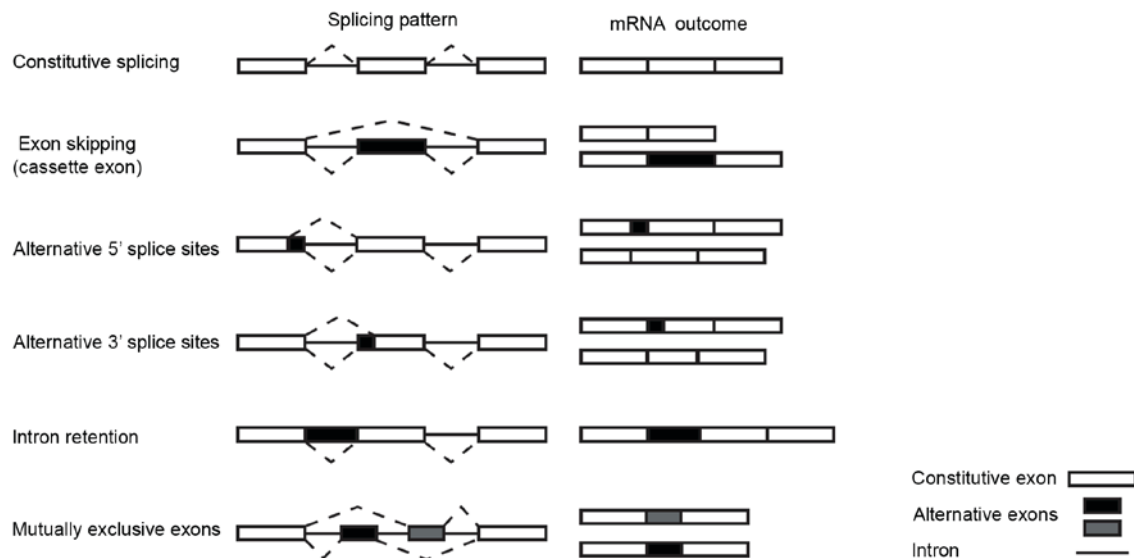 Splicing pattern
mRNA outcome
Constitutive splicing
Exon skipping
(cassette exon)
Alternative 5' splice sites
Alternative 3' splice sites
Intron retention
Mutually exclusive exons
Constitutive exon
Alternative exons
Intron